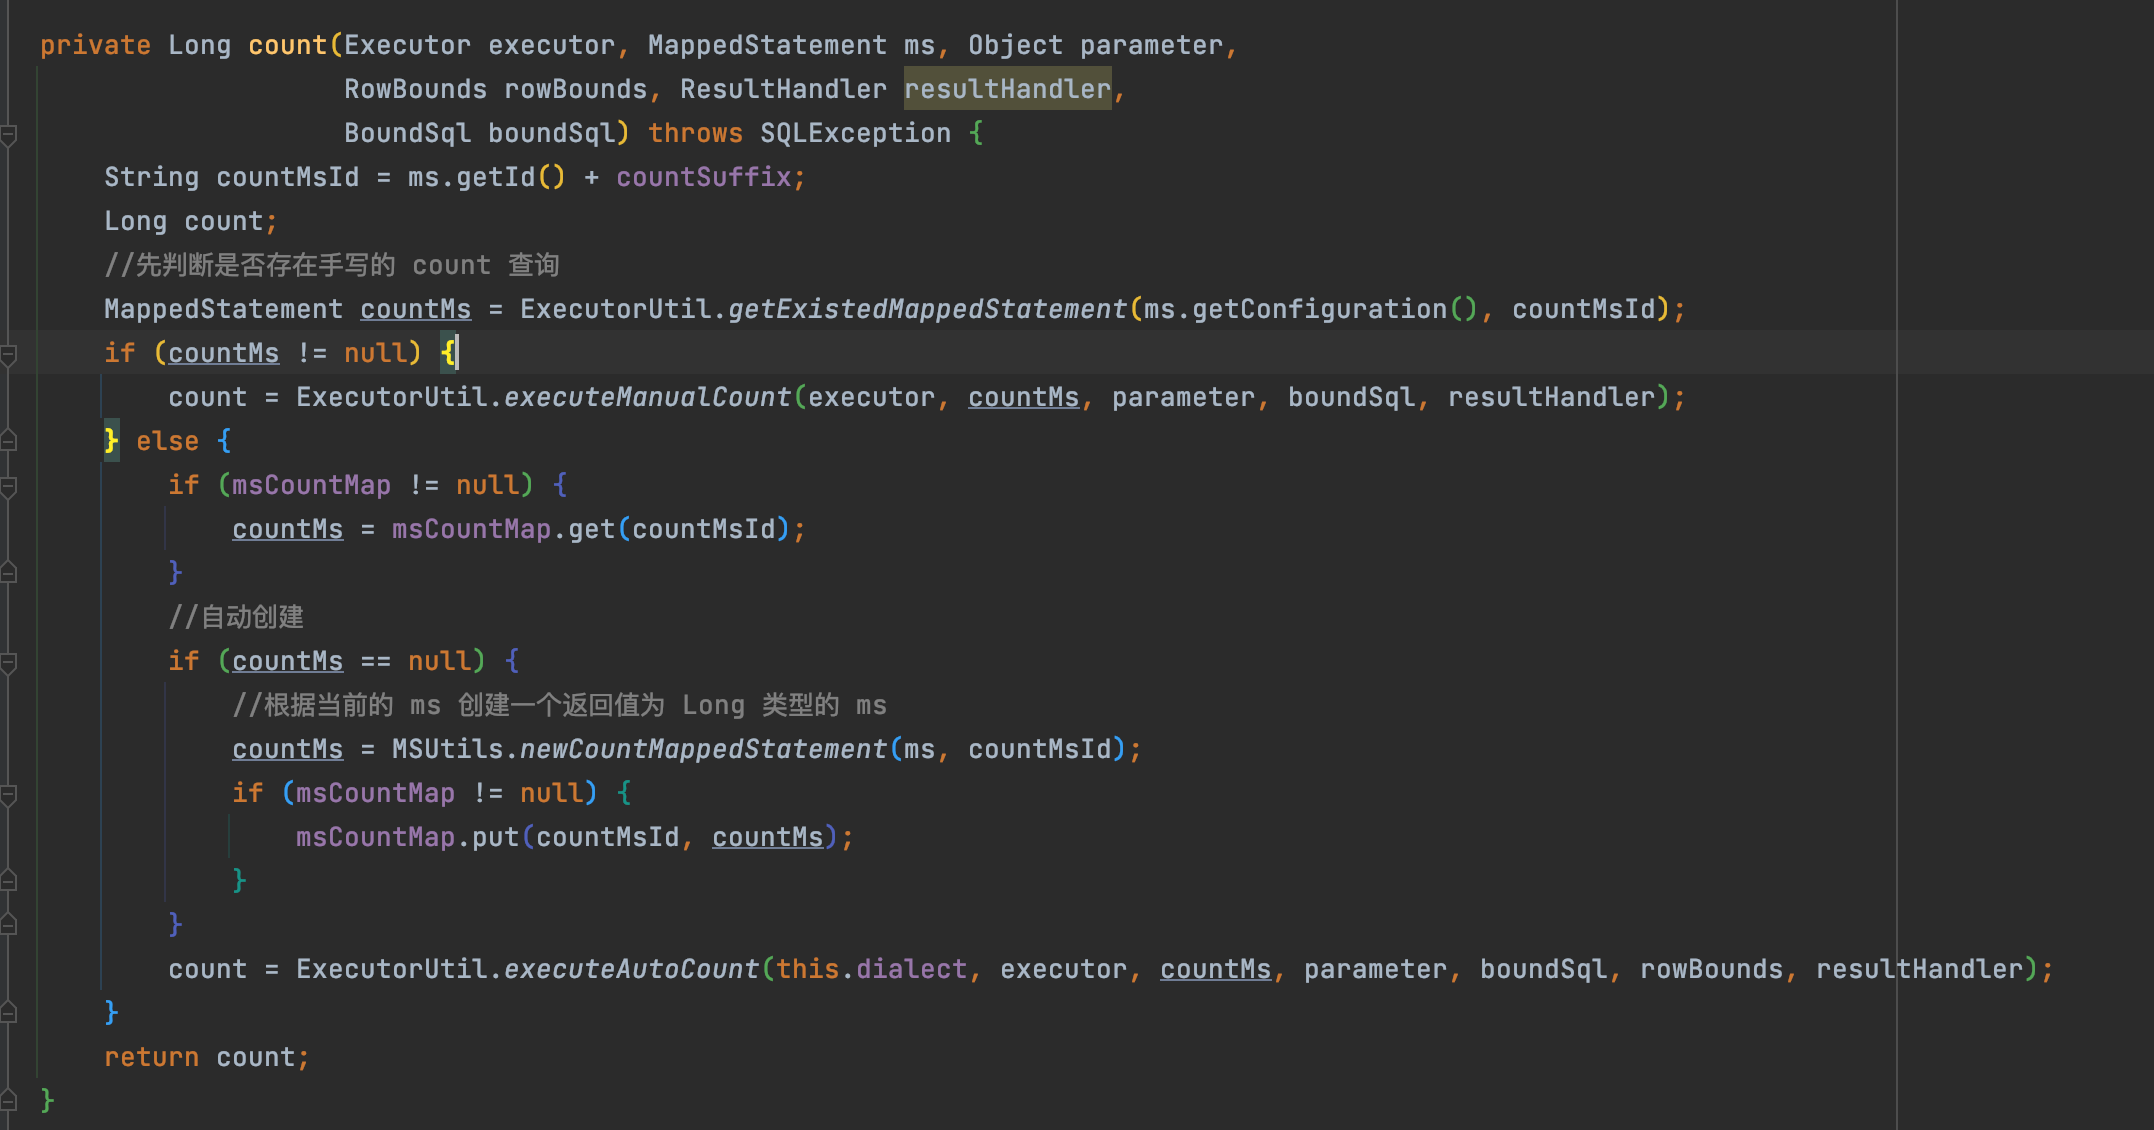 private Long count(Executor executor, MappedStatement ms, Object parameter,
                   RowBounds rowBounds, ResultHandler resultHandler,
                   BoundSql boundSql) throws SQLException {
    String countMsId = ms.getId() + countSuffix;
    Long count;
    //先判断是否存在手写的 count 查询
    MappedStatement countMs = ExecutorUtil.getExistedMappedStatement(ms.getConfiguration(), countMsId);
    if (countMs != null) {
        count = ExecutorUtil.executeManualCount(executor, countMs, parameter, boundSql, resultHandler);
    } else {
        if (msCountMap != null) {
            countMs = msCountMap.get(countMsId);
        }
        //自动创建
        if (countMs == null) {
            //根据当前的 ms 创建一个返回值为 Long 类型的 ms
            countMs = MSUtils.newCountMappedStatement(ms, countMsId);
            if (msCountMap != null) {
                msCountMap.put(countMsId, countMs);
            }
        }
        count = ExecutorUtil.executeAutoCount(this.dialect, executor, countMs, parameter, boundSql, rowBounds, resultHandler);
    }
    return count;
}